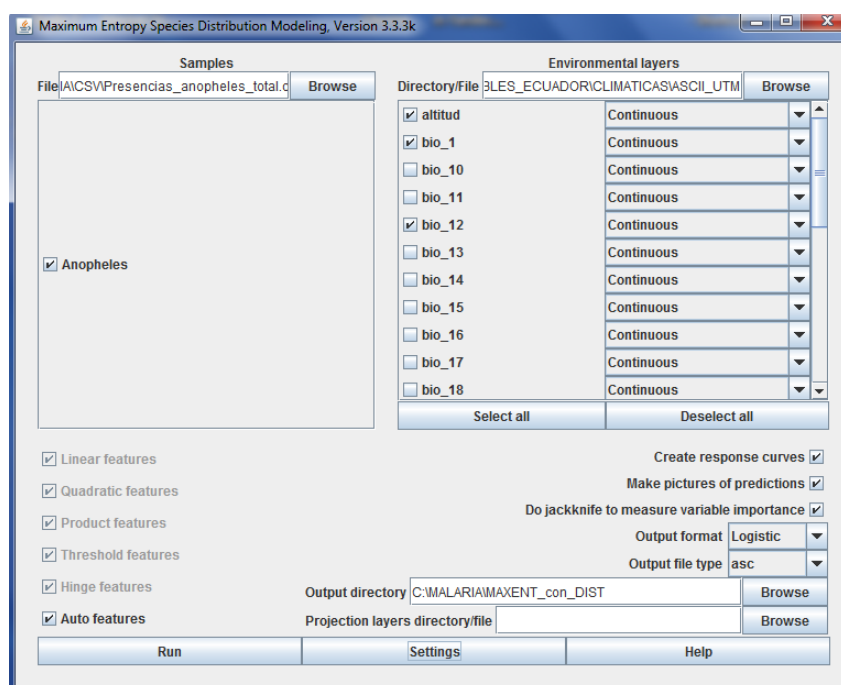 Maximum Entropy Species Distribution Modeling, Version 3.3.3k
Samples
File IA\CSV\Presencias_anopheles_total.c Browse
Anopheles
Environmental layers
Directory/File BLES_ECUADOR\CLIMATICAS\ASCII_UTM Browse
altitud Continuous
bio_1 Continuous
bio_10 Continuous
bio_11 Continuous
bio_12 Continuous
bio_13 Continuous
bio_14 Continuous
bio_15 Continuous
bio_16 Continuous
bio_17 Continuous
bio_18 Continuous
Select all Deselect all
Linear features
Quadratic features
Product features
Threshold features
Hinge features
Auto features
Create response curves
Make pictures of predictions
Do jackknife to measure variable importance
Output format Logistic
Output file type asc
Output directory C:\MALARIA\MAXENT_con_DIST Browse
Projection layers directory/file Browse
Run Settings Help